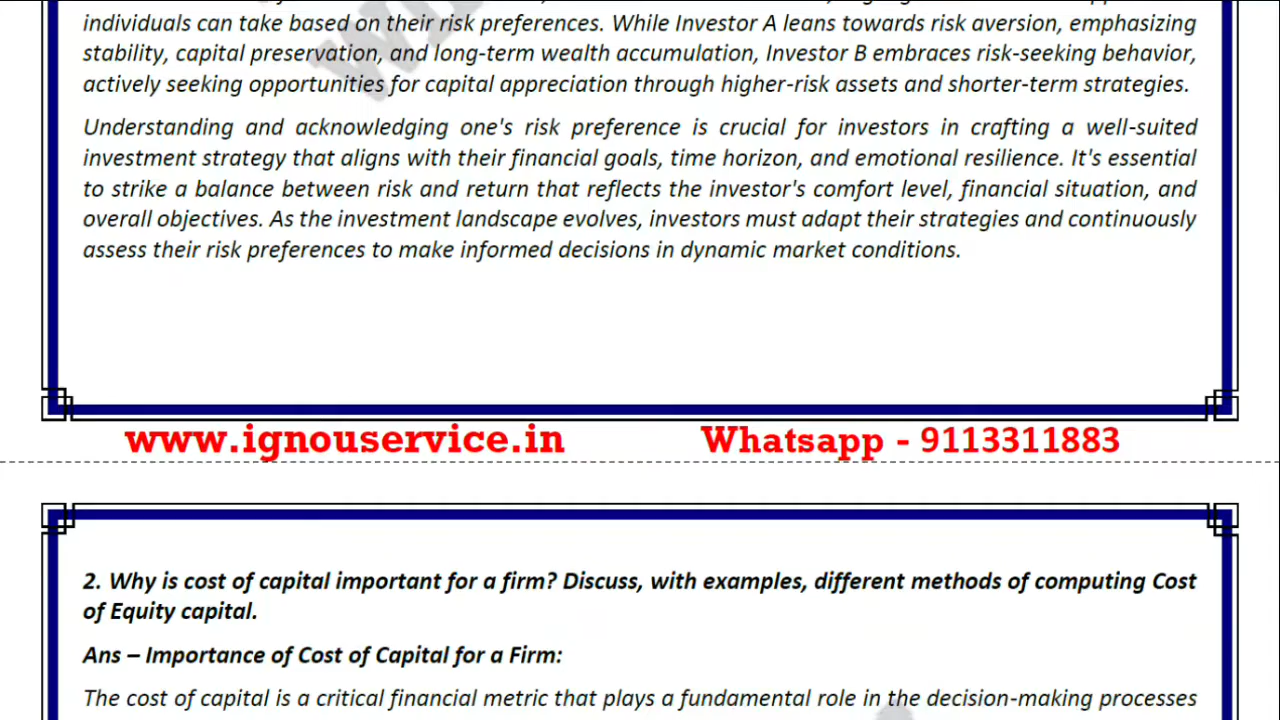 individuals can take based on their risk preferences. While Investor A leans towards risk aversion, emphasizing
stability, capital preservation, and long-term wealth accumulation, Investor B embraces risk-seeking behavior,
actively seeking opportunities for capital appreciation through higher-risk assets and shorter-term strategies.
Understanding and acknowledging one's risk preference is crucial for investors in crafting a well-suited
investment strategy that aligns with their financial goals, time horizon, and emotional resilience. It's essential
to strike a balance between risk and return that reflects the investor's comfort level, financial situation, and
overall objectives. As the investment landscape evolves, investors must adapt their strategies and continuously
assess their risk preferences to make informed decisions in dynamic market conditions.
www.ignouservice.in Whatsapp - 9113311883
2. Why is cost of capital important for a firm? Discuss, with examples, different methods of computing Cost
of Equity capital.
Ans – Importance of Cost of Capital for a Firm:
The cost of capital is a critical financial metric that plays a fundamental role in the decision-making processes